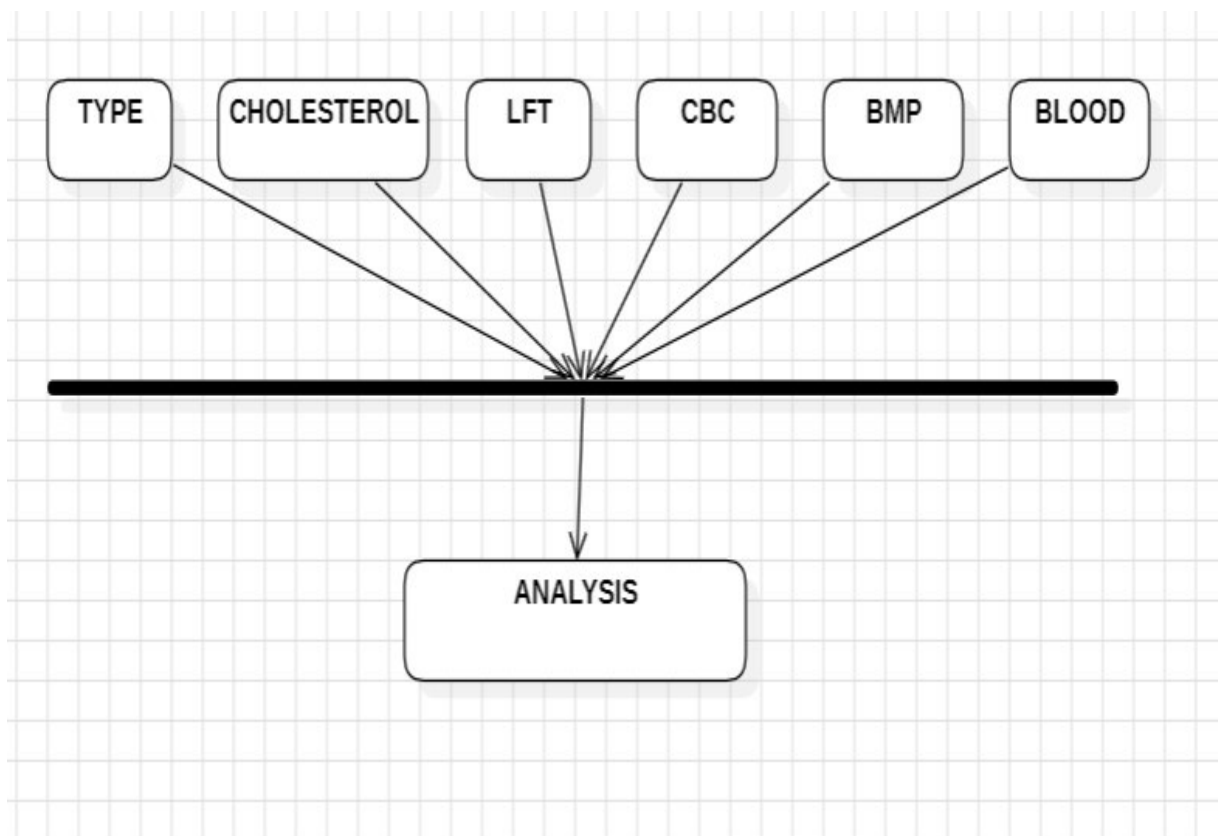 TYPE
CHOLESTEROL
LFT
CBC
BMP
BLOOD
ANALYSIS